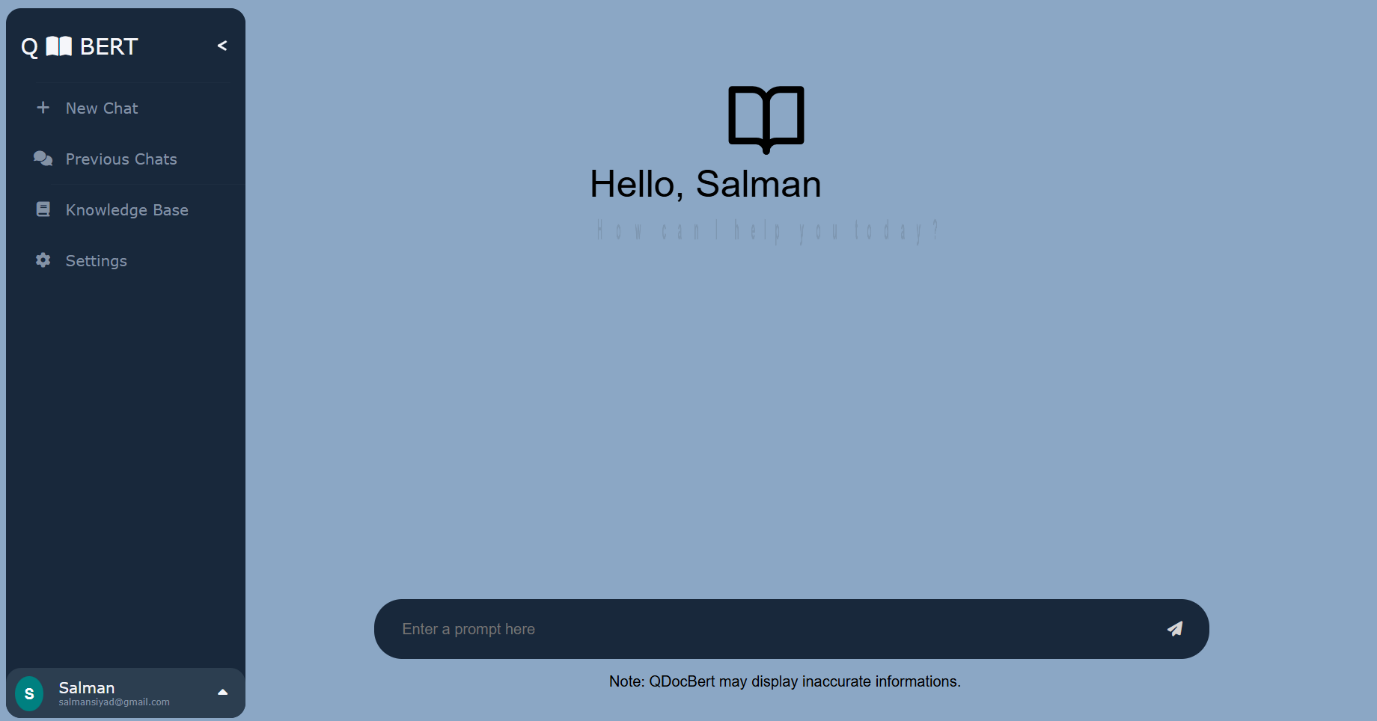 Q BERT <
New Chat
Previous Chats
Knowledge Base
Settings
Hello, Salman
How can I help you today?
Enter a prompt here
Note: QDocBert may display inaccurate informations.
S
Salman
salmansiyad@gmail.com